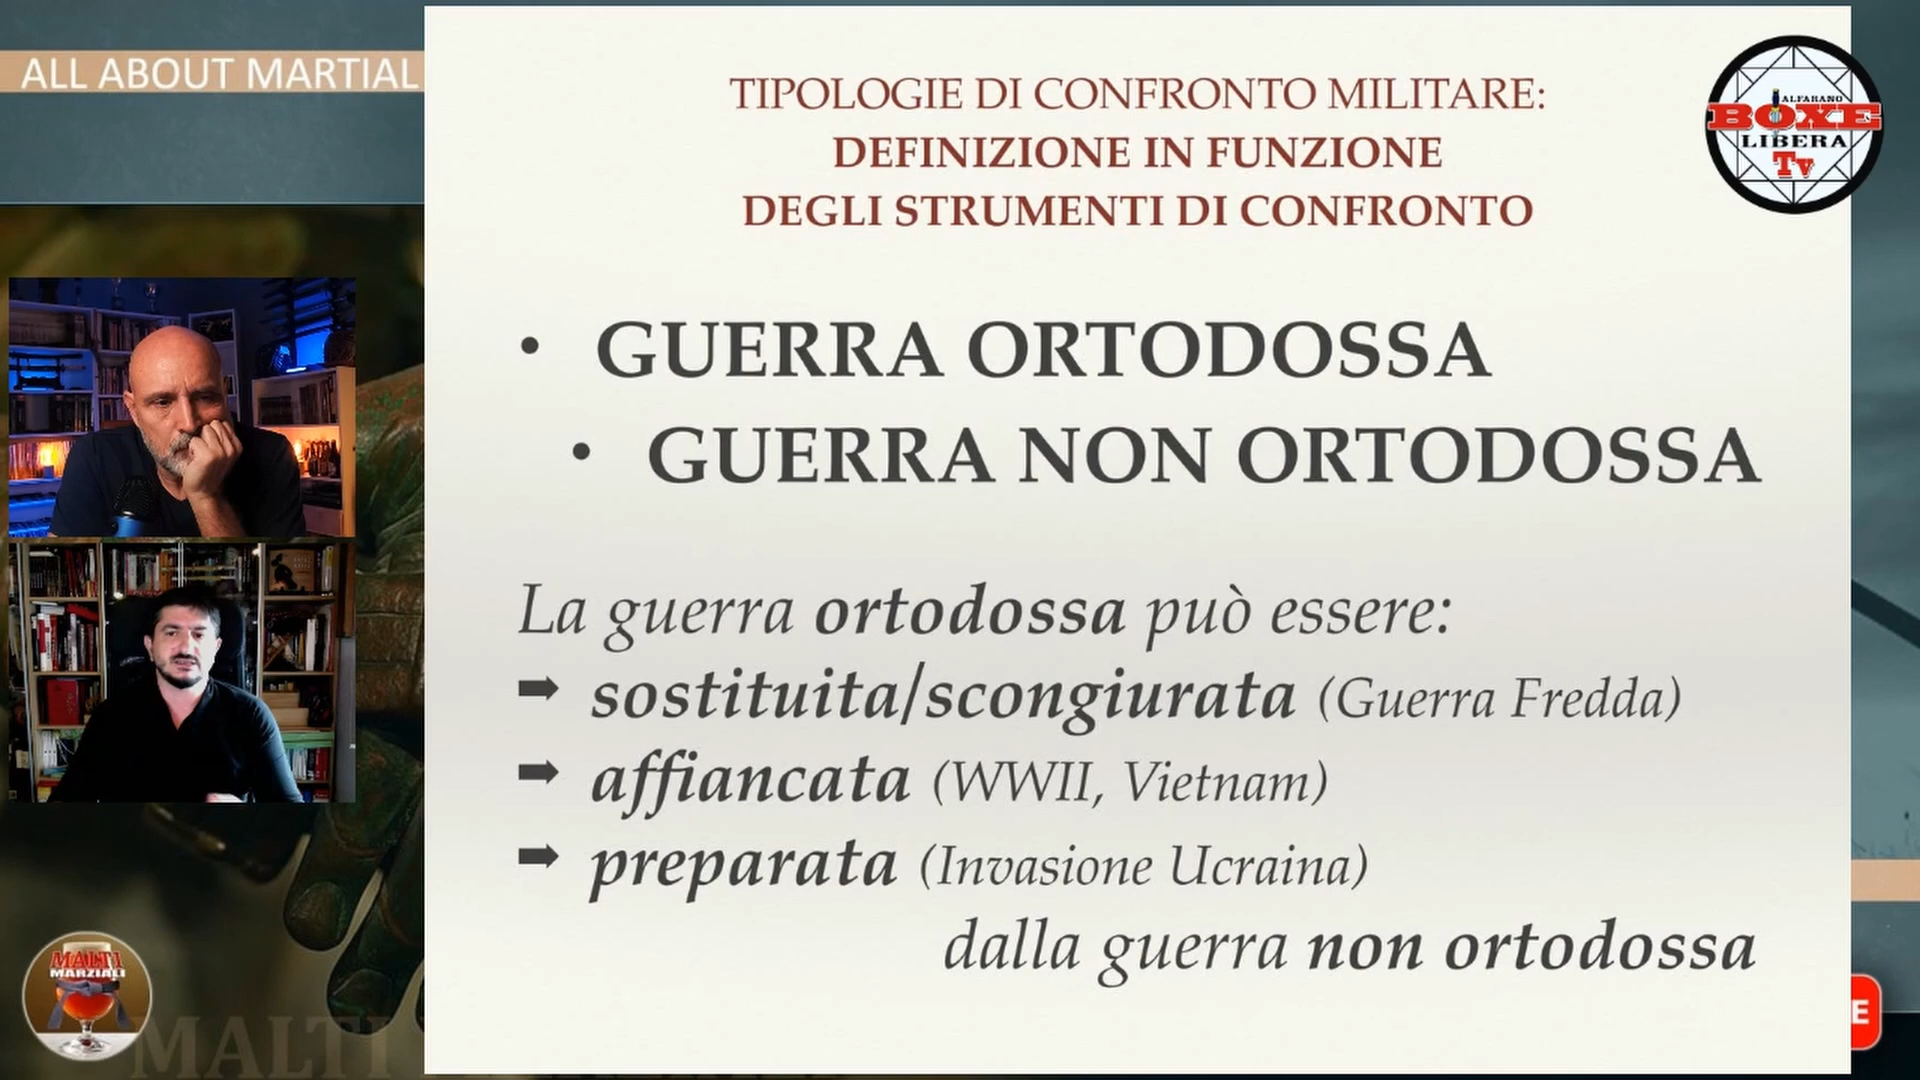 ALL ABOUT MARTIAL
TIPOLOGIE DI CONFRONTO MILITARE:
DEFINIZIONE IN FUNZIONE
DEGLI STRUMENTI DI CONFRONTO
ALFARANO
BOXE
LIBERA
Tv
• GUERRA ORTODOSSA
• GUERRA NON ORTODOSSA
La guerra ortodossa può essere:
➡ sostituita/scongiurata (Guerra Fredda)
➡ affiancata (WWII, Vietnam)
➡ preparata (Invasione Ucraina)
dalla guerra non ortodossa
MALTI
MARZIALI
MALTI
E